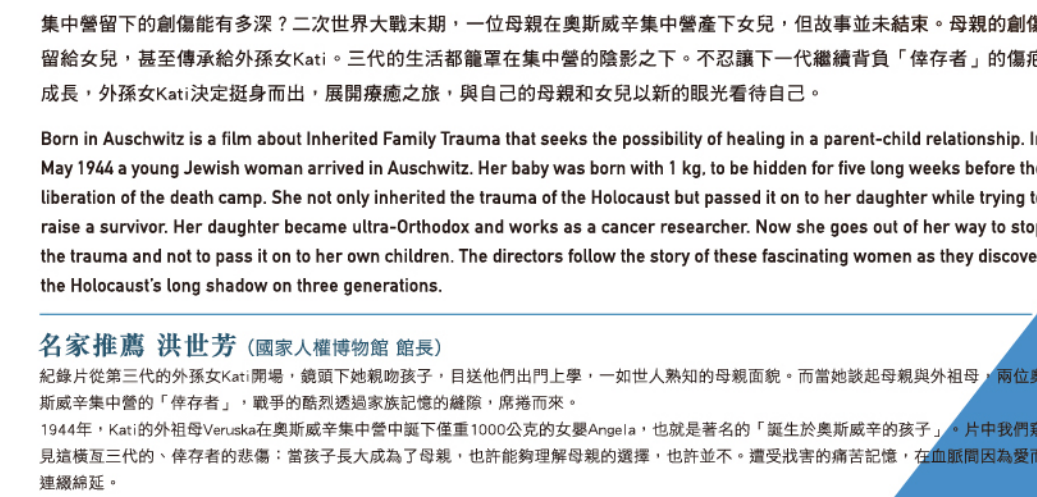 集中營留下的創傷能有多深？二次世界大戰末期，一位母親在奧斯威辛集中營產下女兒，但故事並未結束。母親的創傷
留給女兒，甚至傳承給外孫女Kati。三代的生活都籠罩在集中營的陰影之下。不忍讓下一代繼續背負「倖存者」的傷疤
成長，外孫女Kati決定挺身而出，展開療癒之旅，與自己的母親和女兒以新的眼光看待自己。
Born in Auschwitz is a film about Inherited Family Trauma that seeks the possibility of healing in a parent-child relationship. In
May 1944 a young Jewish woman arrived in Auschwitz. Her baby was born with 1 kg, to be hidden for five long weeks before the
liberation of the death camp. She not only inherited the trauma of the Holocaust but passed it on to her daughter while trying to
raise a survivor. Her daughter became ultra-Orthodox and works as a cancer researcher. Now she goes out of her way to stop
the trauma and not to pass it on to her own children. The directors follow the story of these fascinating women as they discover
the Holocaust's long shadow on three generations.
名家推薦 洪世芳（國家人權博物館 館長）
紀錄片從第三代的外孫女Kati開場，鏡頭下她親吻孩子，目送他們出門上學，一如世人熟知的母親面貌。而當她談起母親與外祖母，兩位奧
斯威辛集中營的「倖存者」，戰爭的酷烈透過家族記憶的縫隙，席捲而來。
1944年，Kati的外祖母Veruska在奧斯威辛集中營中誕下僅重1000公克的女嬰Angela，也就是著名的「誕生於奧斯威辛的孩子」。片中我們窺
見這橫亙三代的、倖存者的悲傷：當孩子長大成為了母親，也許能夠理解母親的選擇，也許並不。遭受戕害的痛苦記憶，在血脈間因為愛而
連綴綿延。